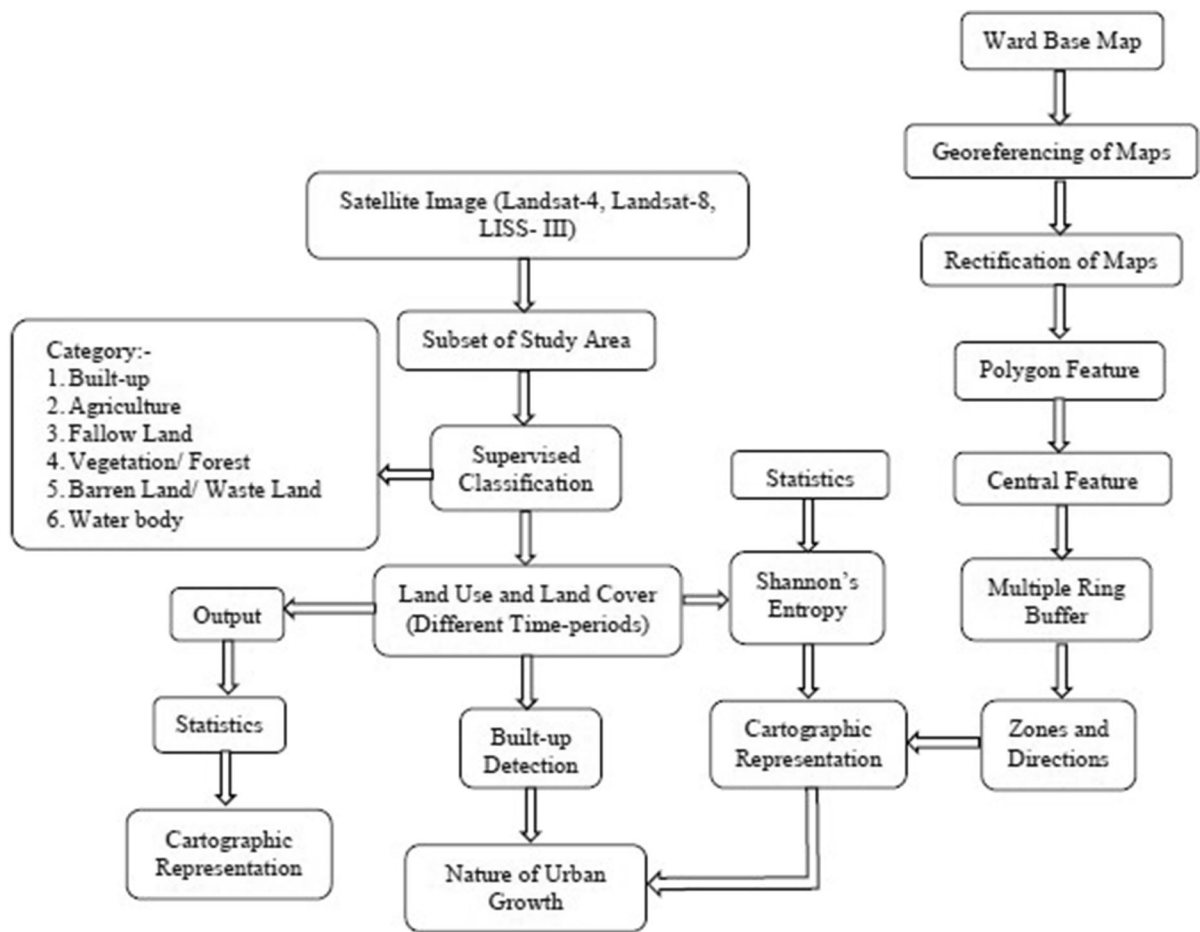 Ward Base Map
Georeferencing of Maps
Satellite Image (Landsat-4, Landsat-8,
LISS- III)
Rectification of Maps
Subset of Study Area
Category:-
1. Built-up
2. Agriculture
3. Fallow Land
4. Vegetation/ Forest
5. Barren Land/ Waste Land
6. Water body
Polygon Feature
Supervised
Classification
Statistics
Central Feature
Output
Land Use and Land Cover
(Different Time-periods)
Shannon’s
Entropy
Multiple Ring
Buffer
Statistics
Built-up
Detection
Cartographic
Representation
Zones and
Directions
Cartographic
Representation
Nature of Urban
Growth